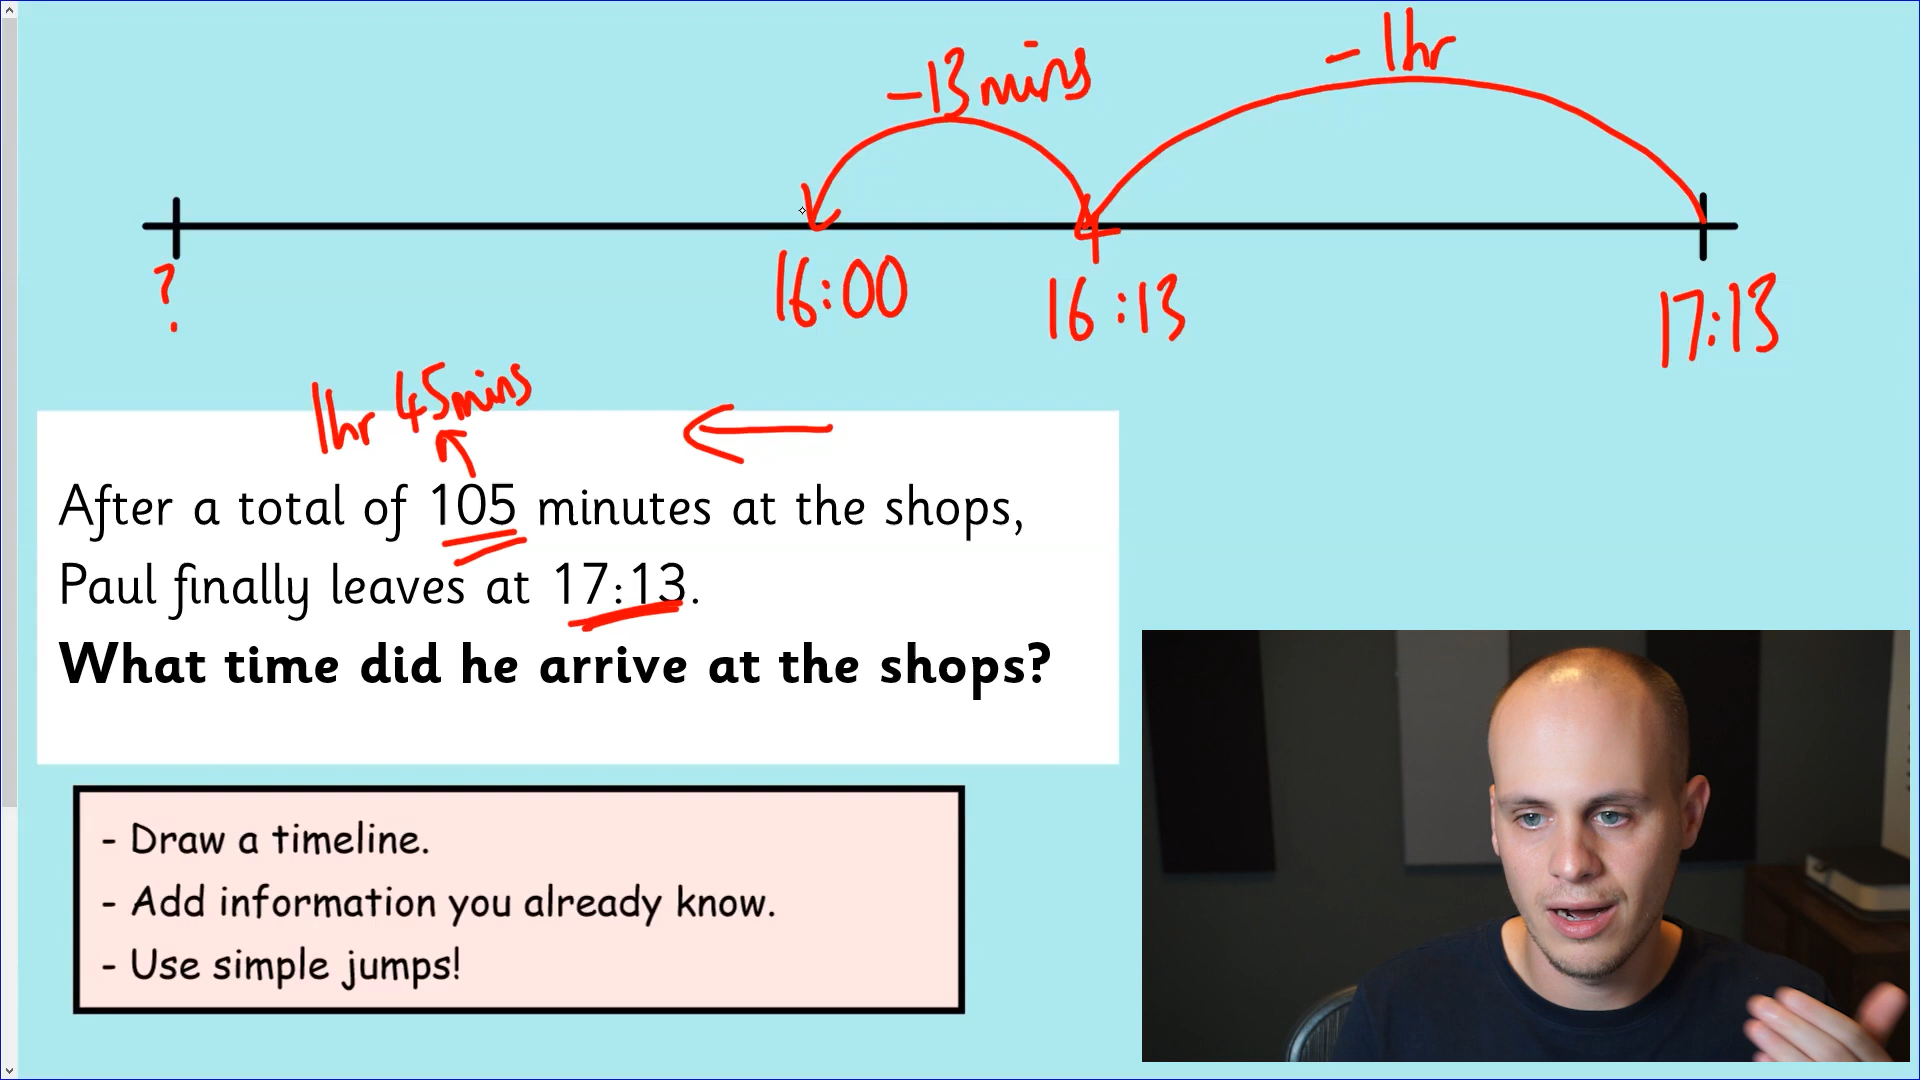 - 1hr
-13mins
?
16:00
16:13
17:13
1hr 45mins
After a total of 105 minutes at the shops,
Paul finally leaves at 17:13.
What time did he arrive at the shops?
- Draw a timeline.
- Add information you already know.
- Use simple jumps!